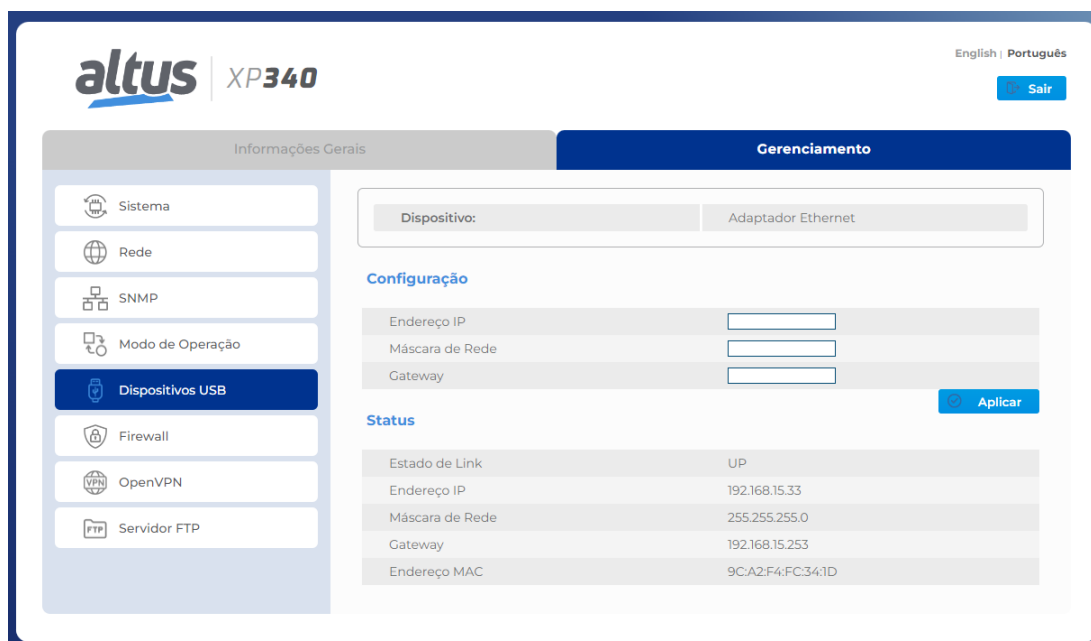 English | Português
altus | XP340
Sair
Informações Gerais
Gerenciamento
Sistema
Rede
SNMP
Modo de Operação
Dispositivos USB
Firewall
VPN OpenVPN
FTP Servidor FTP
Dispositivo: Adaptador Ethernet
Configuração
Endereço IP
Máscara de Rede
Gateway
Aplicar
Status
Estado de Link UP
Endereço IP 192.168.15.33
Máscara de Rede 255.255.255.0
Gateway 192.168.15.253
Endereço MAC 9C:A2:F4:FC:34:1D